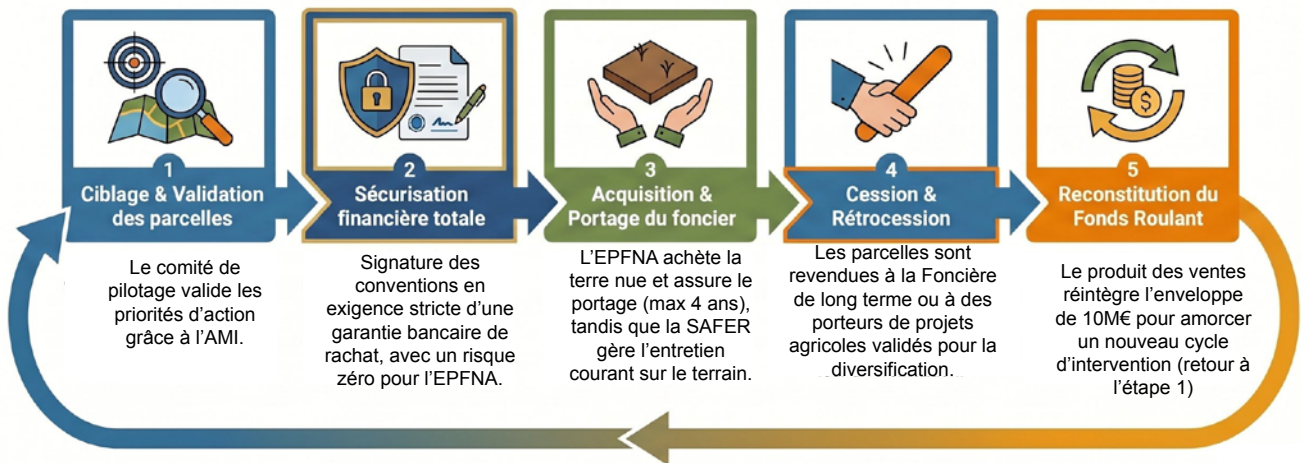 1
Ciblage & Validation
des parcelles
Le comité de
pilotage valide les
priorités d'action
grâce à l'AMI.
2
Sécurisation
financière totale
Signature des
conventions en
exigence stricte d'une
garantie bancaire de
rachat, avec un risque
zéro pour l'EPFNA.
3
Acquisition &
Portage du foncier
L'EPFNA achète la
terre nue et assure le
portage (max 4 ans),
tandis que la SAFER
gère l'entretien
courant sur le terrain.
4
Cession &
Rétrocession
Les parcelles sont
revendues à la Foncière
de long terme ou à des
porteurs de projets
agricoles validés pour la
diversification.
$
5
Reconstitution du
Fonds Roulant
Le produit des ventes
réintègre l'enveloppe
de 10M€ pour amorcer
un nouveau cycle
d'intervention (retour à
l'étape 1)